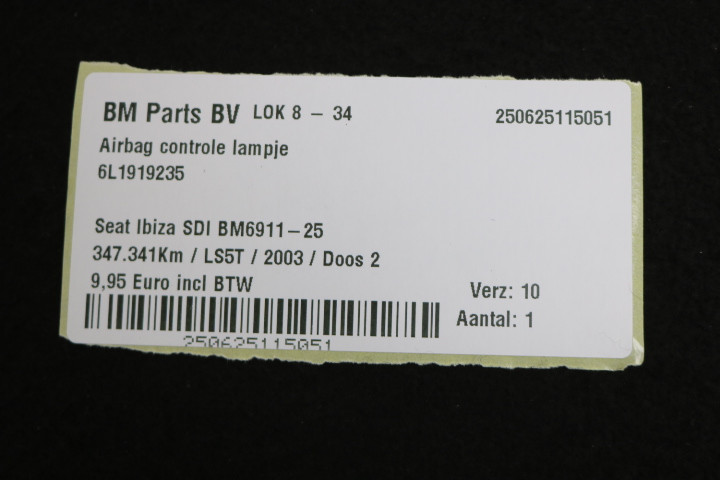 BM Parts BV LOK 8 – 34 250625115051
Airbag controle lampje
6L1919235
Seat Ibiza SDI BM6911–25
347.341Km / LS5T / 2003 / Doos 2
9,95 Euro incl BTW Verz: 10
Aantal: 1
250625115051